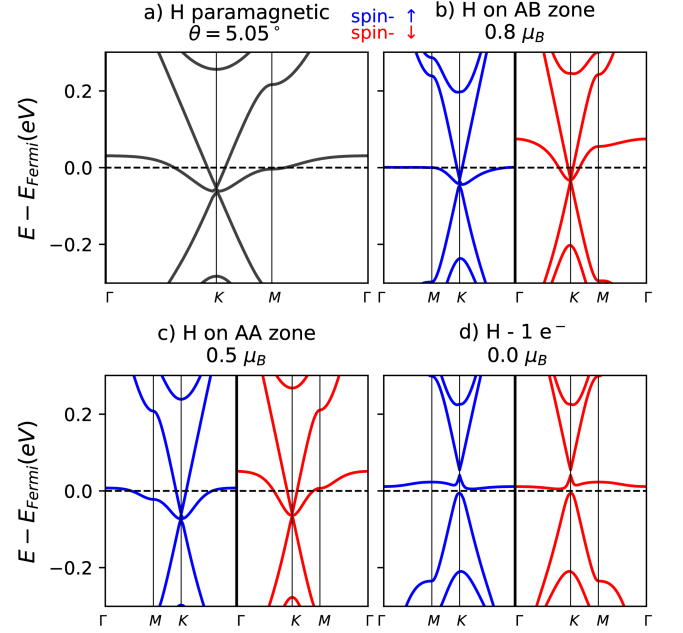 a) H paramagnetic
θ = 5.05°
spin- ↑
spin- ↓
b) H on AB zone
0.8 μB
E − EFermi(eV)
0.2
0.0
−0.2
Γ K M Γ
Γ M K Γ K M Γ
c) H on AA zone
0.5 μB
d) H - 1 e−
0.0 μB
E − EFermi(eV)
0.2
0.0
−0.2
Γ M K Γ K M Γ
Γ M K Γ K M Γ